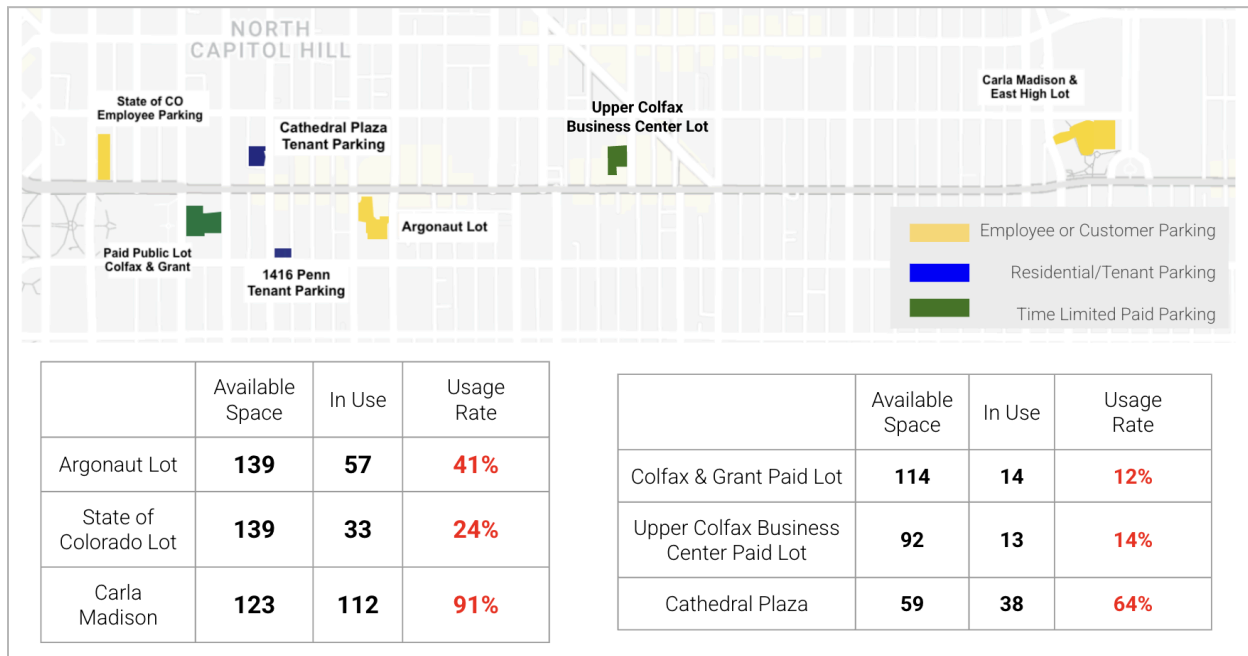 NORTH
CAPITOL HILL
State of CO
Employee Parking
Cathedral Plaza
Tenant Parking
Upper Colfax
Business Center Lot
Carla Madison &
East High Lot
Argonaut Lot
Paid Public Lot
Colfax & Grant
1416 Penn
Tenant Parking
Employee or Customer Parking
Residential/Tenant Parking
Time Limited Paid Parking
Available Space In Use Usage Rate
Argonaut Lot 139 57 41%
State of Colorado Lot 139 33 24%
Carla Madison 123 112 91%
Available Space In Use Usage Rate
Colfax & Grant Paid Lot 114 14 12%
Upper Colfax Business Center Paid Lot 92 13 14%
Cathedral Plaza 59 38 64%